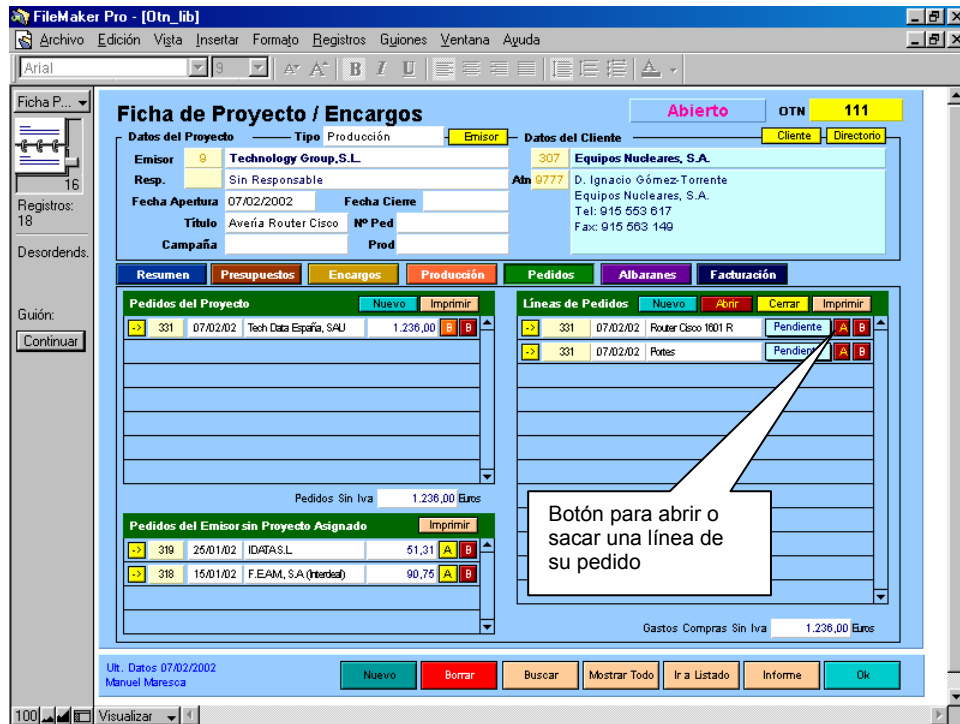 FileMaker Pro - [Otn_lib]
Archivo Edición Vista Insertar Formato Registros Guiones Ventana Ayuda
Arial 9 B I U A
Ficha P...
16
Registros:
18
Desordends.
Guión:
Continuar
Ficha de Proyecto / Encargos
Abierto
OTN 111
Datos del Proyecto Tipo Producción Emisor
Datos del Cliente Cliente Directorio
Emisor 9 Technology Group,S.L.
307 Equipos Nucleares, S.A.
Resp. Sin Responsable
Atn 9777 D. Ignacio Gómez-Torrente
Equipos Nucleares, S.A.
Tel: 915 553 617
Fax: 915 563 149
Fecha Apertura 07/02/2002 Fecha Cierre
Título Avería Router Cisco Nº Ped
Campaña Prod
Resumen Presupuestos Encargos Producción Pedidos Albaranes Facturación
Pedidos del Proyecto Nuevo Imprimir
-> 331 07/02/02 Tech Data España, SAU 1.236,00 B B
Pedidos Sin Iva 1.236,00 Euros
Pedidos del Emisor sin Proyecto Asignado Imprimir
-> 319 25/01/02 IDATAS.L 51,31 A B
-> 318 15/01/02 F.E.AM, S.A (Interdeal) 90,75 A B
Líneas de Pedidos Nuevo Abrir Cerrar Imprimir
-> 331 07/02/02 Router Cisco 1601 R Pendiente A B
-> 331 07/02/02 Portes Pendiente A B
Botón para abrir o
sacar una línea de
su pedido
Gastos Compras Sin Iva 1.236,00 Euros
Ult. Datos 07/02/2002
Manuel Maresca
Nuevo Borrar Buscar Mostrar Todo Ir a Listado Informe Ok
100 Visualizar